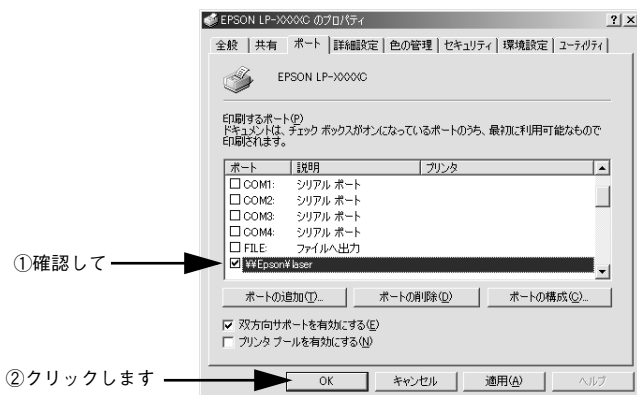 EPSON LP-XXXXC のプロパティ
全般 共有 ポート 詳細設定 色の管理 セキュリティ 環境設定 ユーティリティ
EPSON LP-XXXXC
印刷するポート(P)
ドキュメントは、チェック ボックスがオンになっているポートのうち、最初に利用可能なもので
印刷されます。
ポート 説明 プリンタ
COM1: シリアル ポート
COM2: シリアル ポート
COM3: シリアル ポート
COM4: シリアル ポート
FILE: ファイルへ出力
①確認して
¥¥Epson¥laser
ポートの追加(T)... ポートの削除(D) ポートの構成(C)...
双方向サポートを有効にする(E)
プリンタ プールを有効にする(N)
②クリックします
OK キャンセル 適用(A) ヘルプ